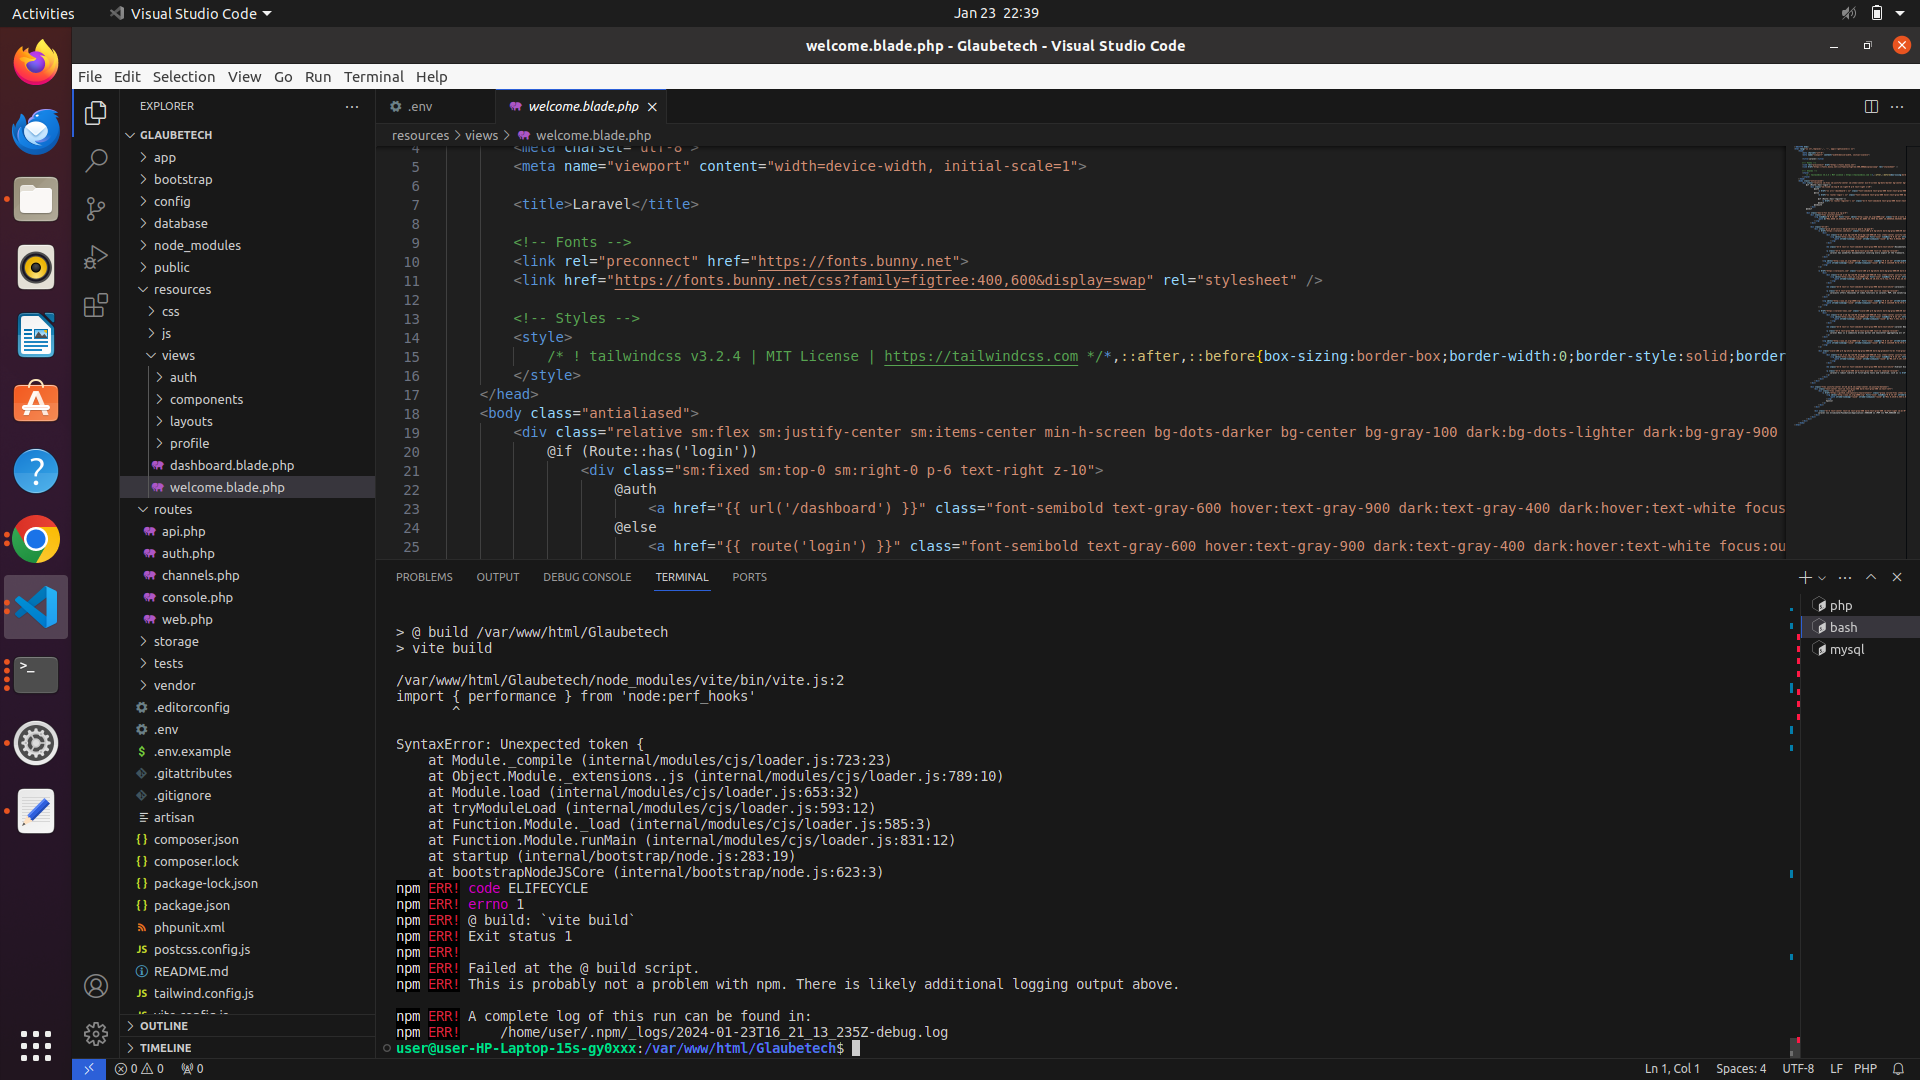 Activities
Visual Studio Code
Jan 23 22:39
welcome.blade.php - Glaubetech - Visual Studio Code
File Edit Selection View Go Run Terminal Help
EXPLORER
GLAUBETECH
app
bootstrap
config
database
node_modules
public
resources
css
js
views
auth
components
layouts
profile
dashboard.blade.php
welcome.blade.php
routes
api.php
auth.php
channels.php
console.php
web.php
storage
tests
vendor
.editorconfig
.env
.env.example
.gitattributes
.gitignore
artisan
composer.json
composer.lock
package-lock.json
package.json
phpunit.xml
postcss.config.js
README.md
tailwind.config.js
OUTLINE
TIMELINE
.env
welcome.blade.php
resources > views > welcome.blade.php
4 <meta charset="utf-8">
5 <meta name="viewport" content="width=device-width, initial-scale=1">
6
7 <title>Laravel</title>
8
9 <!-- Fonts -->
10 <link rel="preconnect" href="https://fonts.bunny.net">
11 <link href="https://fonts.bunny.net/css?family=figtree:400,600&display=swap" rel="stylesheet" />
12
13 <!-- Styles -->
14 <style>
15 /* ! tailwindcss v3.2.4 | MIT License | https://tailwindcss.com */*,::after,::before{box-sizing:border-box;border-width:0;border-style:solid;border
16 </style>
17 </head>
18 <body class="antialiased">
19 <div class="relative sm:flex sm:justify-center sm:items-center min-h-screen bg-dots-darker bg-center bg-gray-100 dark:bg-dots-lighter dark:bg-gray-900
20 @if (Route::has('login'))
21 <div class="sm:fixed sm:top-0 sm:right-0 p-6 text-right z-10">
22 @auth
23 <a href="{{ url('/dashboard') }}" class="font-semibold text-gray-600 hover:text-gray-900 dark:text-gray-400 dark:hover:text-white focus
24 @else
25 <a href="{{ route('login') }}" class="font-semibold text-gray-600 hover:text-gray-900 dark:text-gray-400 dark:hover:text-white focus:ou
PROBLEMS OUTPUT DEBUG CONSOLE TERMINAL PORTS
php
bash
mysql
> @ build /var/www/html/Glaubetech
> vite build
/var/www/html/Glaubetech/node_modules/vite/bin/vite.js:2
import { performance } from 'node:perf_hooks'
^
SyntaxError: Unexpected token {
at Module._compile (internal/modules/cjs/loader.js:723:23)
at Object.Module._extensions..js (internal/modules/cjs/loader.js:789:10)
at Module.load (internal/modules/cjs/loader.js:653:32)
at tryModuleLoad (internal/modules/cjs/loader.js:593:12)
at Function.Module._load (internal/modules/cjs/loader.js:585:3)
at Function.Module.runMain (internal/modules/cjs/loader.js:831:12)
at startup (internal/bootstrap/node.js:283:19)
at bootstrapNodeJSCore (internal/bootstrap/node.js:623:3)
npm ERR! code ELIFECYCLE
npm ERR! errno 1
npm ERR! @ build: `vite build`
npm ERR! Exit status 1
npm ERR!
npm ERR! Failed at the @ build script.
npm ERR! This is probably not a problem with npm. There is likely additional logging output above.
npm ERR! A complete log of this run can be found in:
npm ERR! /home/user/.npm/_logs/2024-01-23T16_21_13_235Z-debug.log
user@user-HP-Laptop-15s-gy0xxx:/var/www/html/Glaubetech$
0 0 0
Ln 1, Col 1 Spaces: 4 UTF-8 LF PHP